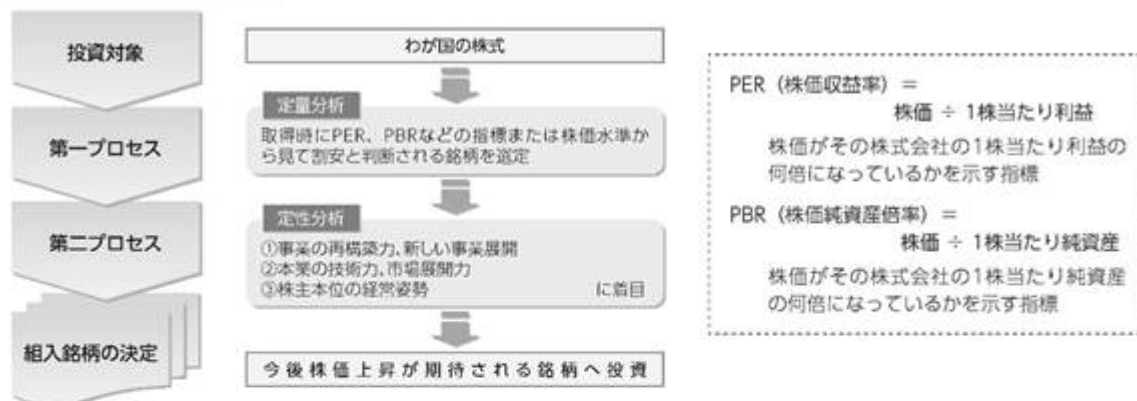 投資対象
わが国の株式
第一プロセス
定量分析
取得時にPER、PBRなどの指標または株価水準か
ら見て割安と判断される銘柄を選定
第二プロセス
定性分析
①事業の再構築力、新しい事業展開
②本業の技術力、市場展開力
③株主本位の経営姿勢 に着目
組入銘柄の決定
今後株価上昇が期待される銘柄へ投資
PER（株価収益率）＝
株価 ÷ 1株当たり利益
株価がその株式会社の1株当たり利益の
何倍になっているかを示す指標
PBR（株価純資産倍率）＝
株価 ÷ 1株当たり純資産
株価がその株式会社の1株当たり純資産
の何倍になっているかを示す指標